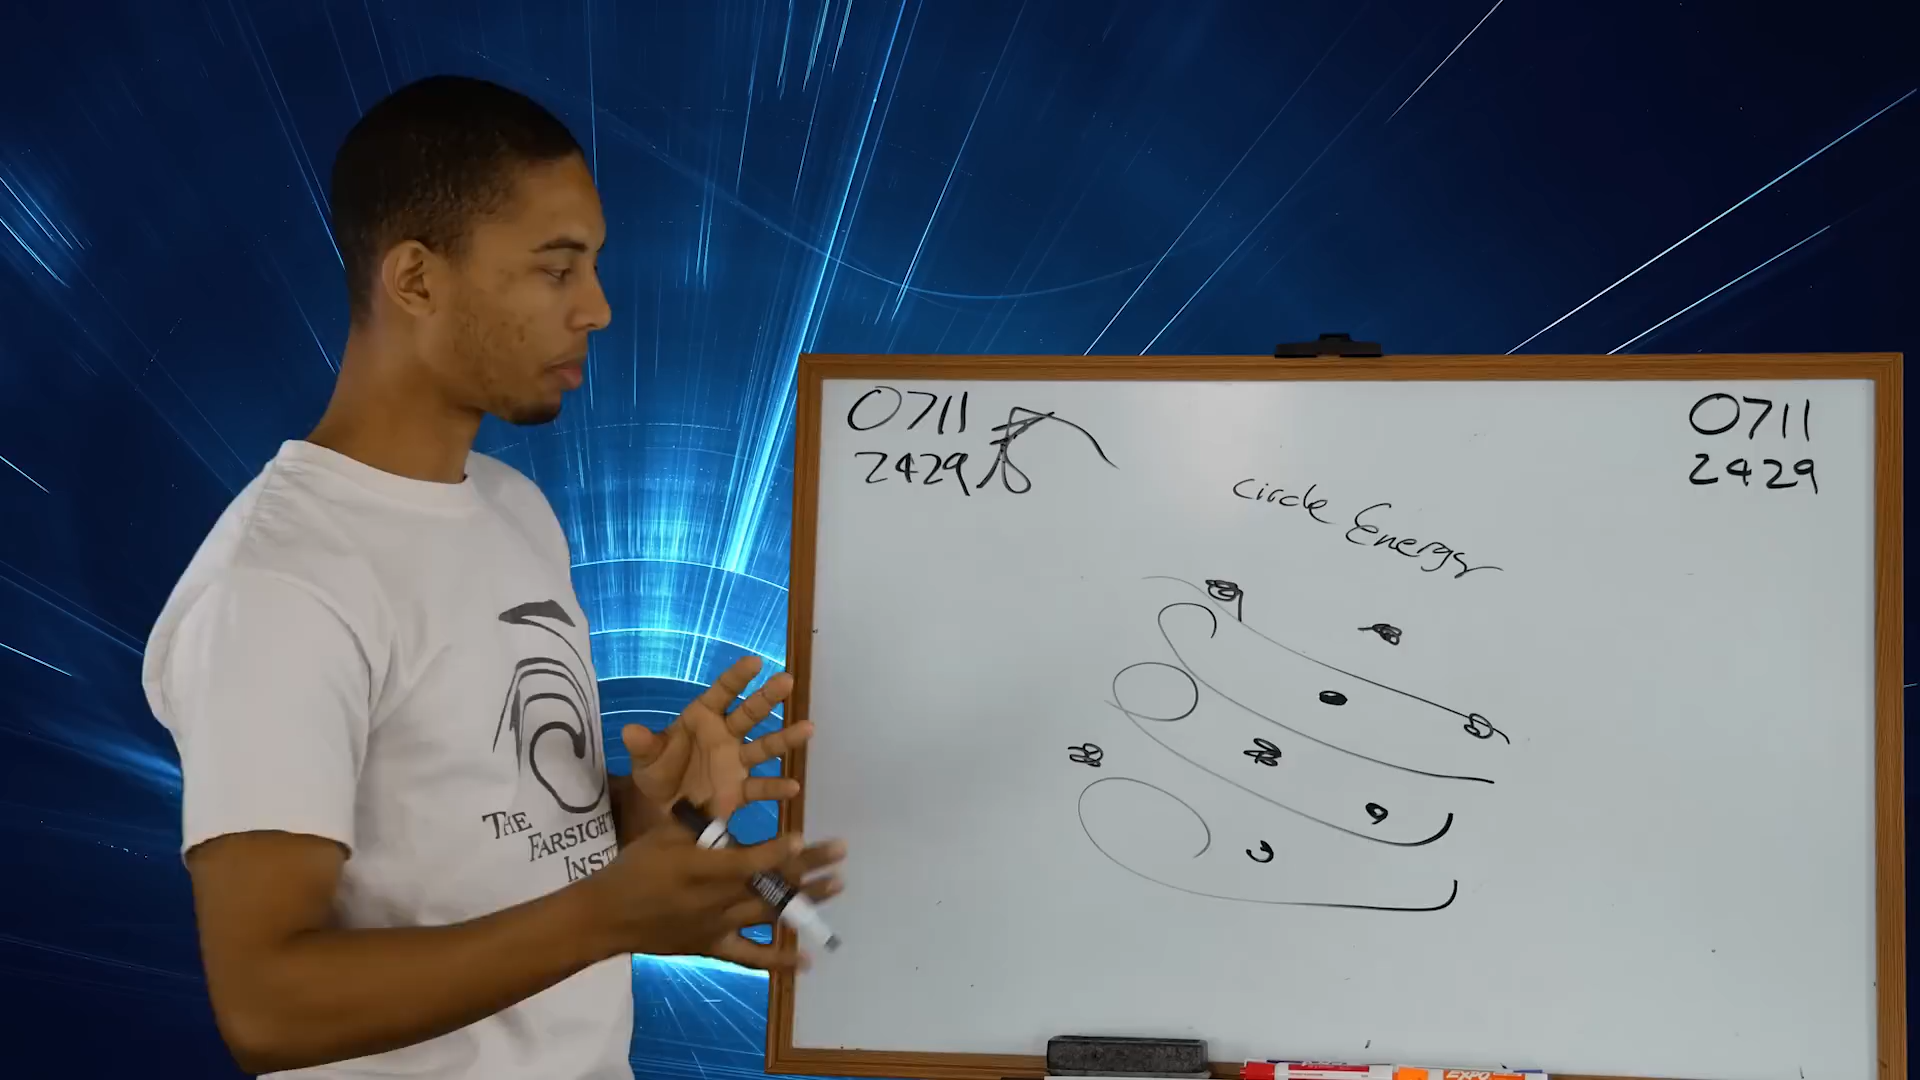 0711
2429
0711
2429
Circle Energy
THE
FARSIGHT
INST
EXPO